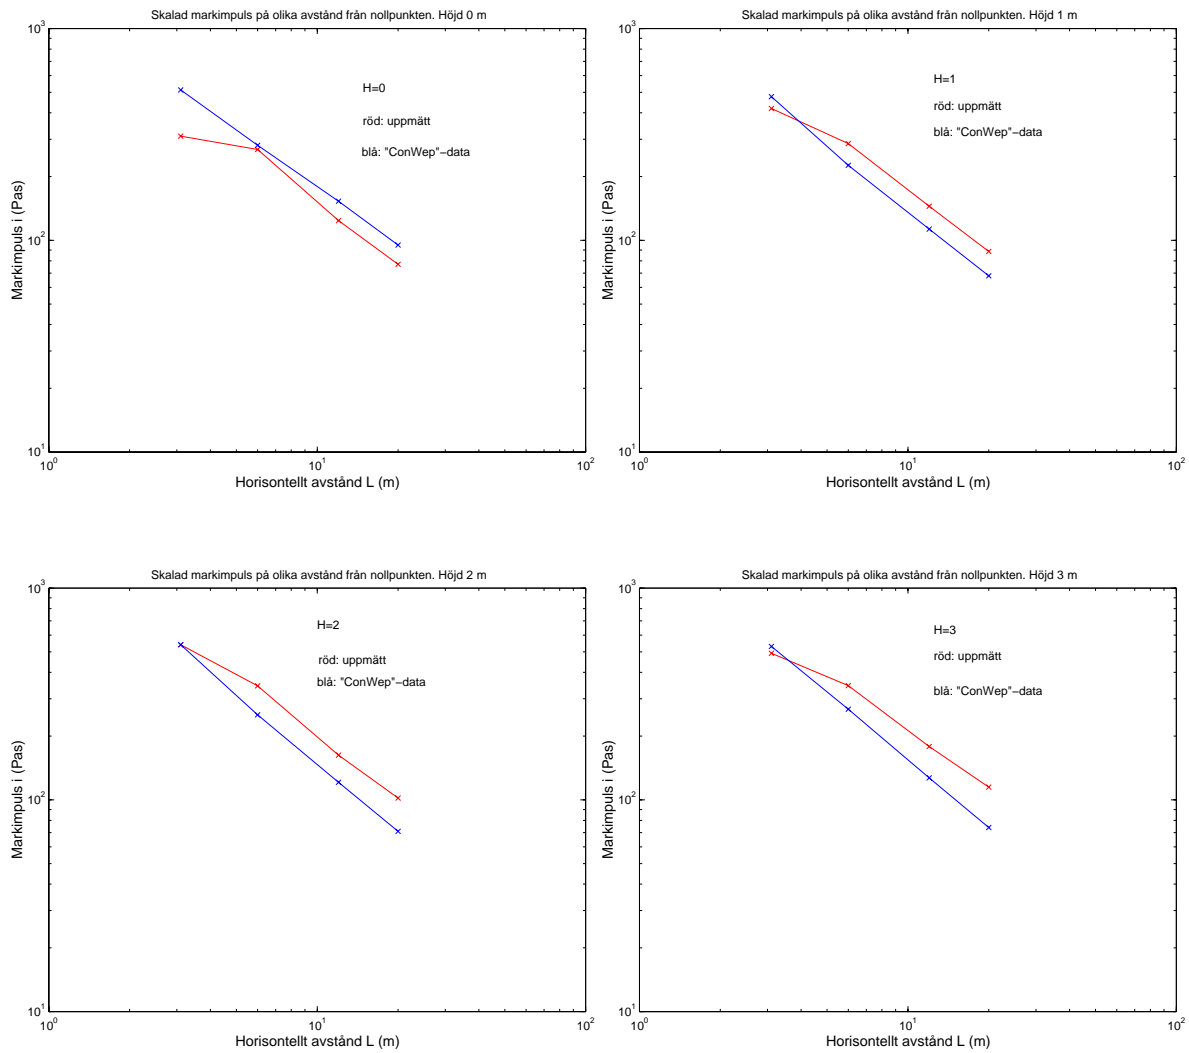 Skalad markimpuls på olika avstånd från nollpunkten. Höjd 0 m
10^3
H=0
röd: uppmätt
blå: "ConWep"−data
Markimpuls i (Pas)
10^2
10^1
10^0 10^1 10^2
Horisontellt avstånd L (m)
Skalad markimpuls på olika avstånd från nollpunkten. Höjd 1 m
10^3
H=1
röd: uppmätt
blå: "ConWep"−data
Markimpuls i (Pas)
10^2
10^1
10^0 10^1 10^2
Horisontellt avstånd L (m)
Skalad markimpuls på olika avstånd från nollpunkten. Höjd 2 m
10^3
H=2
röd: uppmätt
blå: "ConWep"−data
Markimpuls i (Pas)
10^2
10^1
10^0 10^1 10^2
Horisontellt avstånd L (m)
Skalad markimpuls på olika avstånd från nollpunkten. Höjd 3 m
10^3
H=3
röd: uppmätt
blå: "ConWep"−data
Markimpuls i (Pas)
10^2
10^1
10^0 10^1 10^2
Horisontellt avstånd L (m)